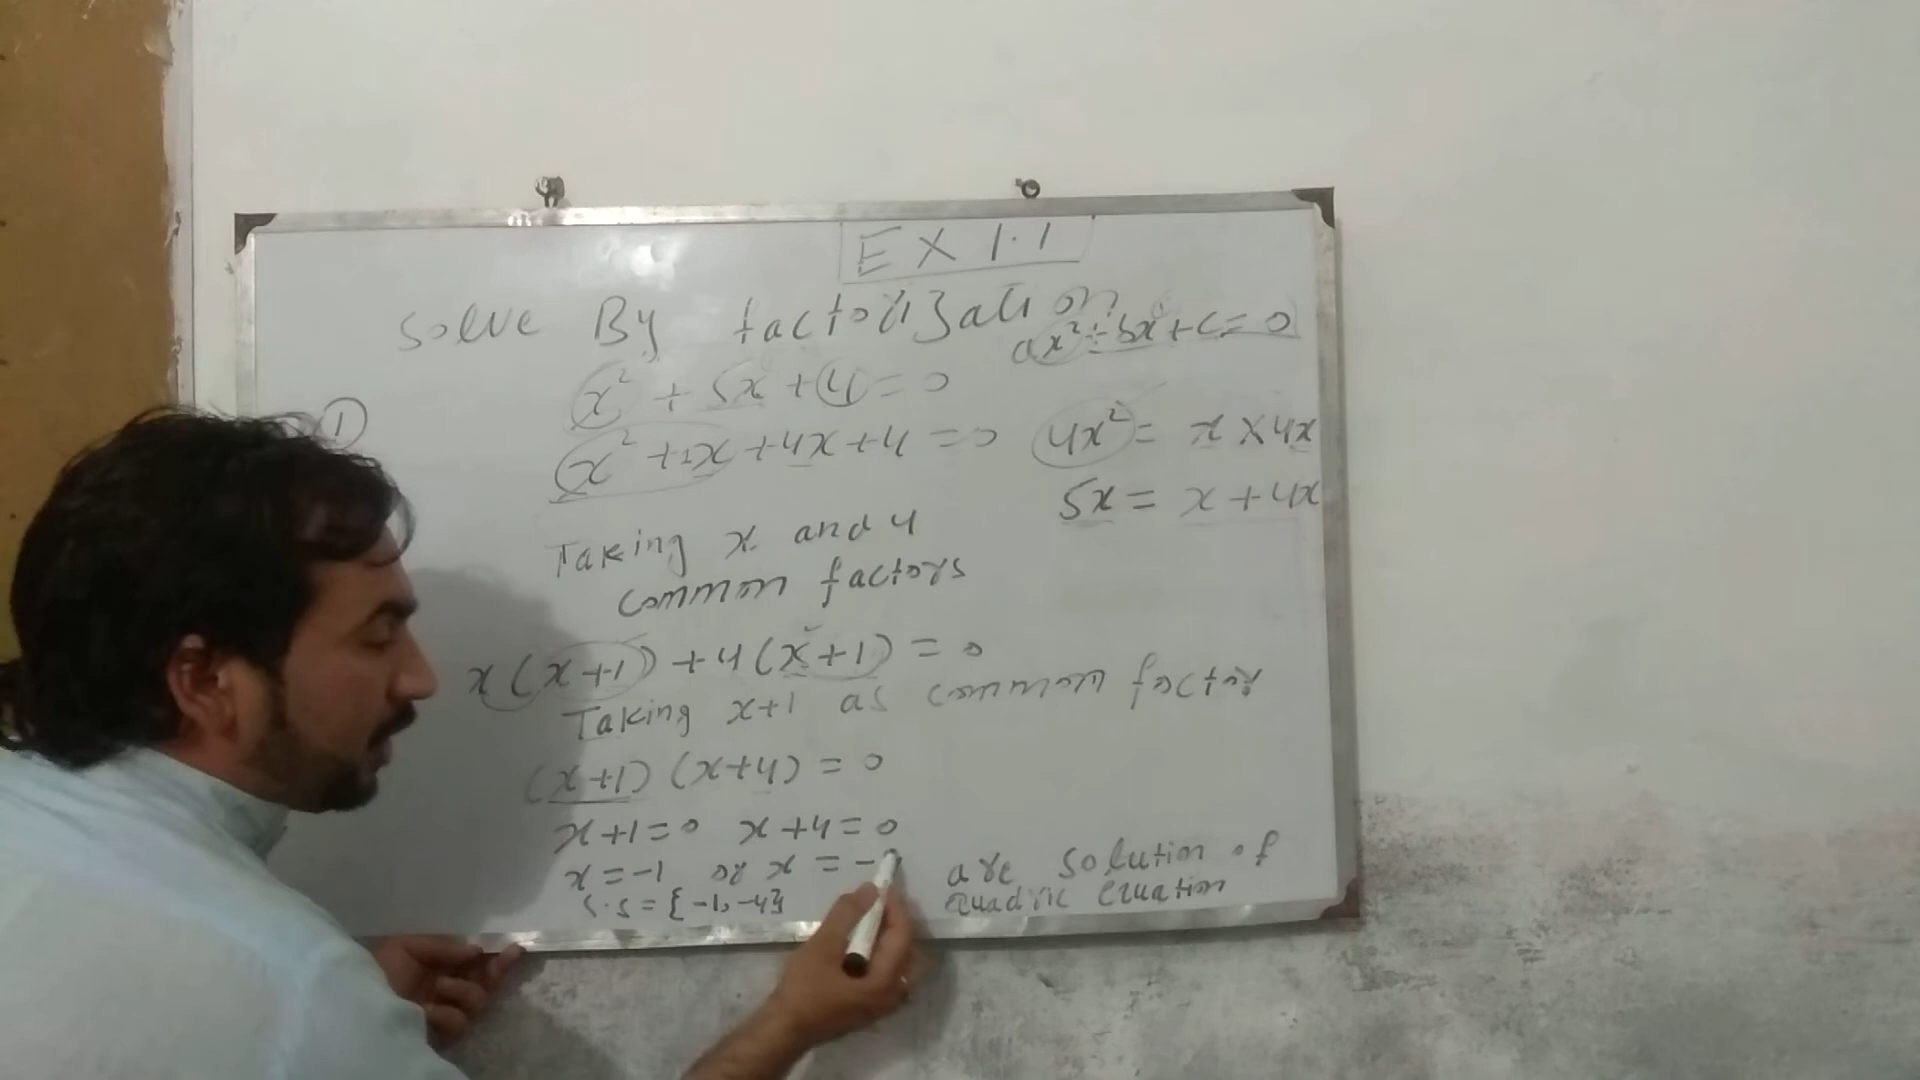 EX 1.1
Solve By factorization
ax² + bx + c = 0
① x² + 5x + 4 = 0
x² + x + 4x + 4 = 0
4x² = x × 4x
5x = x + 4x
Taking x and 4
common factors
x(x+1) + 4(x+1) = 0
Taking x+1 as common factor
(x+1) (x+4) = 0
x+1=0 x+4=0
x=-1 or x = -
S.S = {-1, -4}
are solution of
Quadric equation